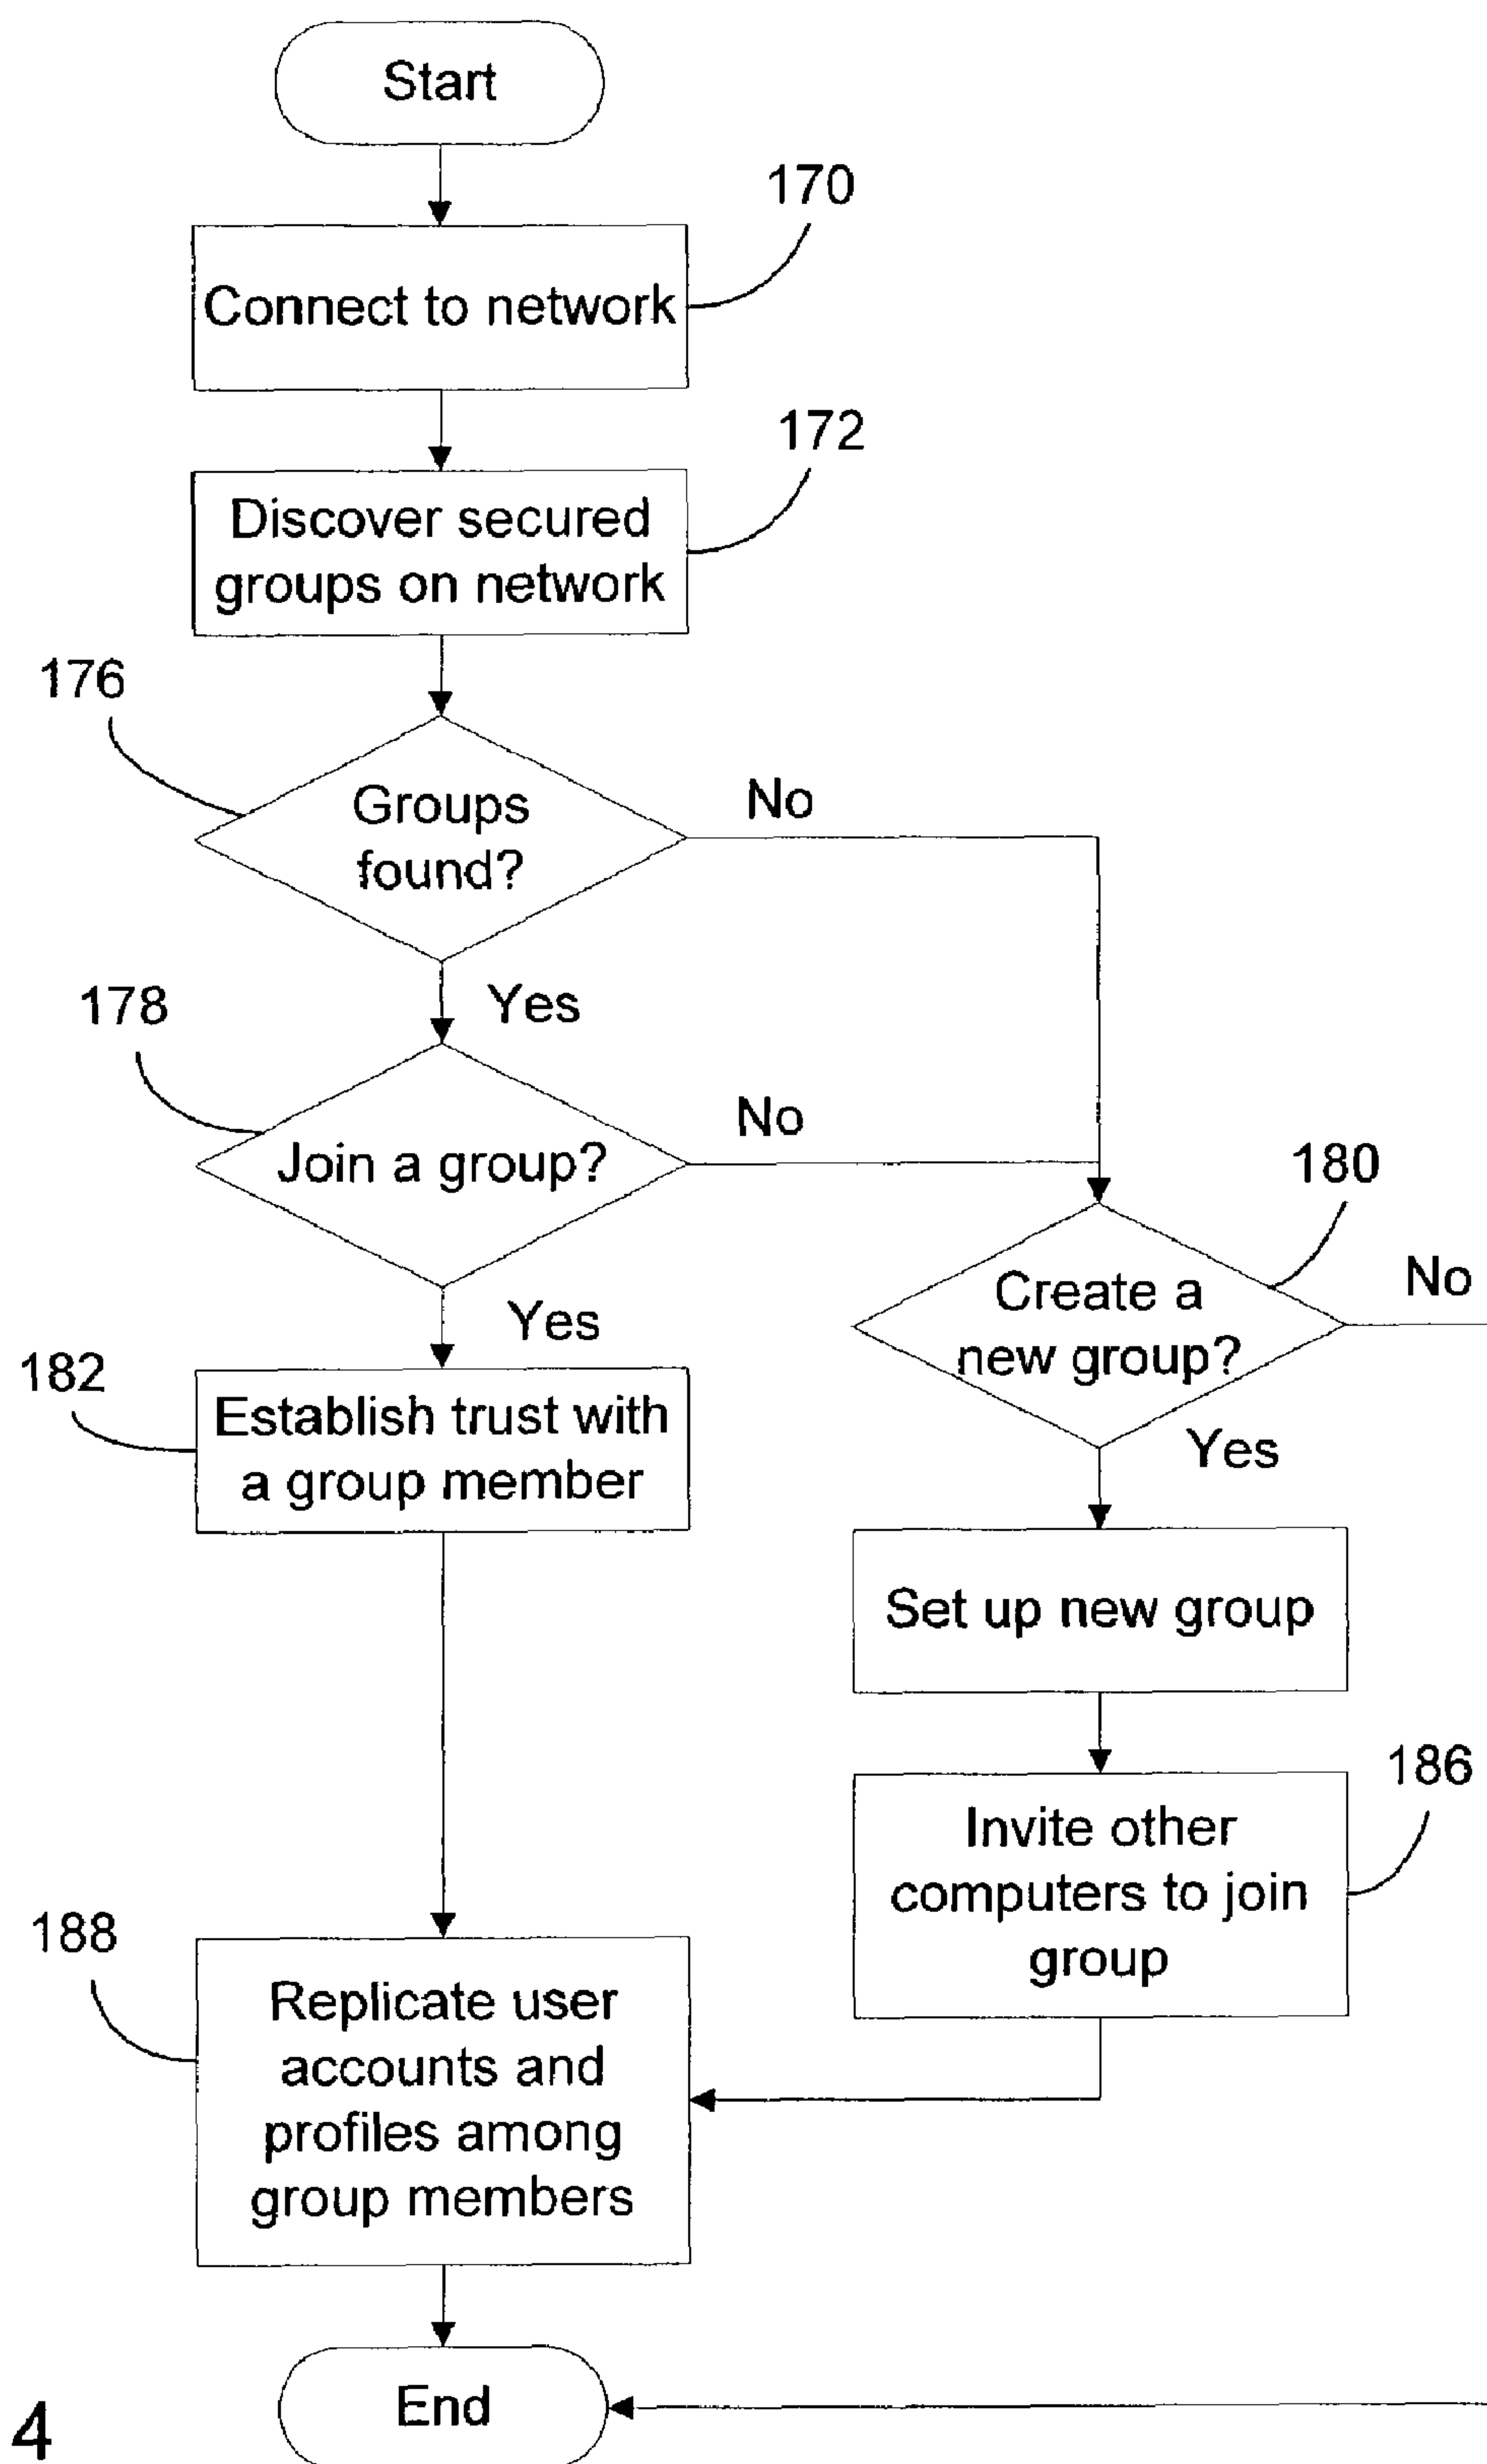 Start
170
Connect to network
172
Discover secured
groups on network
176
Groups
found?
No
Yes
178
Join a group?
No
180
Create a
new group?
No
Yes
182
Establish trust with
a group member
Yes
Set up new group
186
Invite other
computers to join
group
188
Replicate user
accounts and
profiles among
group members
End
4